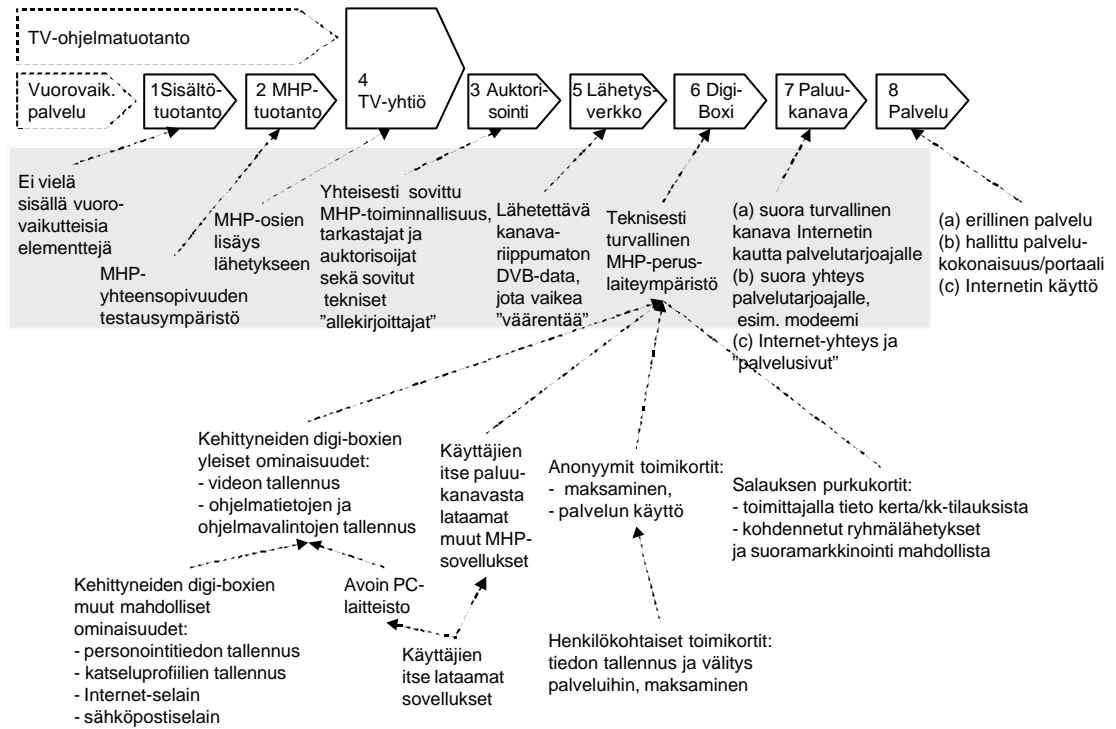 TV-ohjelmatuotanto
Vuorovaik.
palvelu
1Sisältö-
tuotanto
2 MHP-
tuotanto
4
TV-yhtiö
3 Auktori-
sointi
5 Lähetys-
verkko
6 Digi-
Boxi
7 Paluu-
kanava
8
Palvelu
Ei vielä
sisällä vuoro-
vaikutteisia
elementtejä
MHP-
yhteensopivuuden
testausympäristö
MHP-osien
lisäys
lähetykseen
Yhteisesti sovittu
MHP-toiminnallisuus,
tarkastajat ja
auktorisoijat
sekä sovitut
tekniset
”allekirjoittajat”
Lähetettävä
kanava-
riippumaton
DVB-data,
jota vaikea
”väärentää”
Teknisesti
turvallinen
MHP-perus-
laiteympäristö
(a) suora turvallinen
kanava Internetin
kautta palvelutarjoajalle
(b) suora yhteys
palvelutarjoajalle,
esim. modeemi
(c) Internet-yhteys ja
”palvelusivut”
(a) erillinen palvelu
(b) hallittu palvelu-
kokonaisuus/portaali
(c) Internetin käyttö
Kehittyneiden digi-boxien
yleiset ominaisuudet:
- videon tallennus
- ohjelmatietojen ja
ohjelmavalintojen tallennus
Käyttäjien
itse paluu-
kanavasta
lataamat
muut MHP-
sovellukset
Anonyymit toimikortit:
- maksaminen,
- palvelun käyttö
Salauksen purkukortit:
- toimittajalla tieto kerta/kk-tilauksista
- kohdennetut ryhmälähetykset
ja suoramarkkinointi mahdollista
Kehittyneiden digi-boxien
muut mahdolliset
ominaisuudet:
- personointitiedon tallennus
- katseluprofiilien tallennus
- Internet-selain
- sähköpostiselain
Avoin PC-
laitteisto
Käyttäjien
itse lataamat
sovellukset
Henkilökohtaiset toimikortit:
tiedon tallennus ja välitys
palveluihin, maksaminen